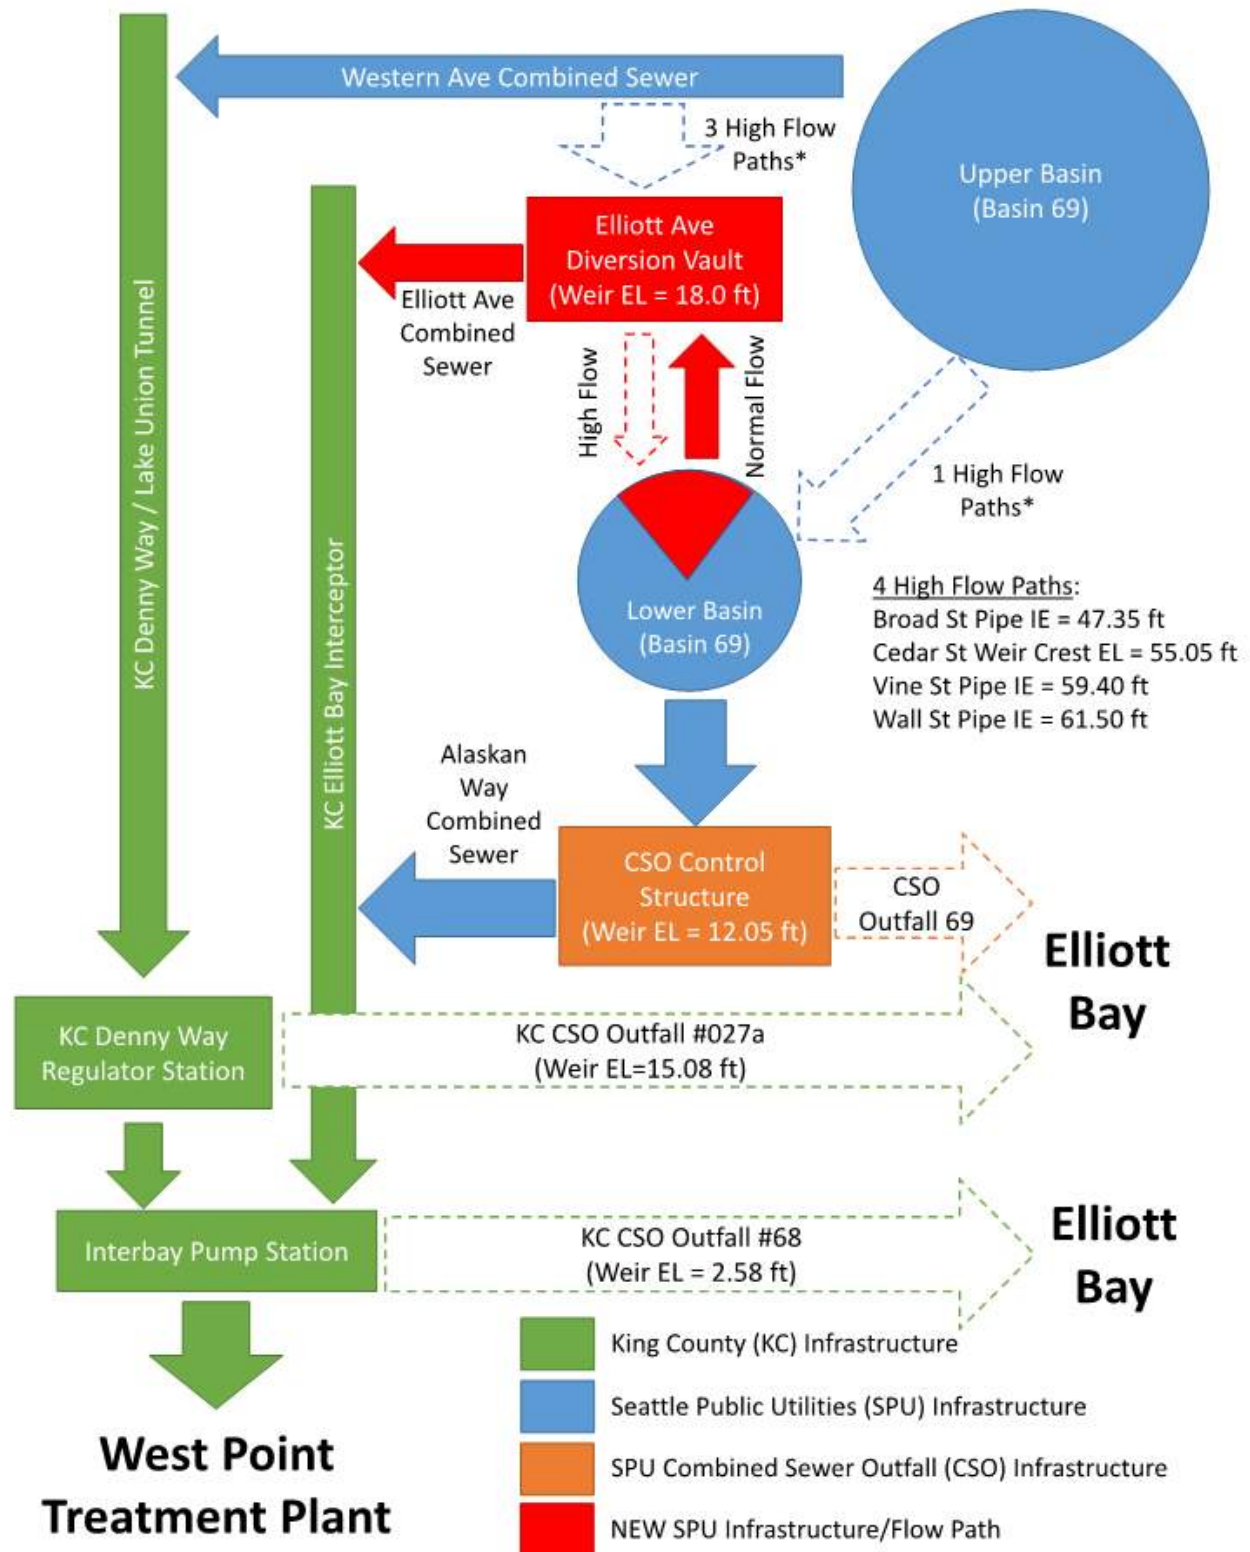 Western Ave Combined Sewer
3 High Flow
Paths*
Upper Basin
(Basin 69)
Elliott Ave
Diversion Vault
(Weir EL = 18.0 ft)
Elliott Ave
Combined
Sewer
KC Denny Way / Lake Union Tunnel
KC Elliott Bay Interceptor
High Flow
Normal Flow
1 High Flow
Paths*
Lower Basin
(Basin 69)
4 High Flow Paths:
Broad St Pipe IE = 47.35 ft
Cedar St Weir Crest EL = 55.05 ft
Vine St Pipe IE = 59.40 ft
Wall St Pipe IE = 61.50 ft
Alaskan
Way
Combined
Sewer
CSO Control
Structure
(Weir EL = 12.05 ft)
CSO
Outfall 69
Elliott
Bay
KC Denny Way
Regulator Station
KC CSO Outfall #027a
(Weir EL=15.08 ft)
Interbay Pump Station
KC CSO Outfall #68
(Weir EL = 2.58 ft)
Elliott
Bay
West Point
Treatment Plant
King County (KC) Infrastructure
Seattle Public Utilities (SPU) Infrastructure
SPU Combined Sewer Outfall (CSO) Infrastructure
NEW SPU Infrastructure/Flow Path